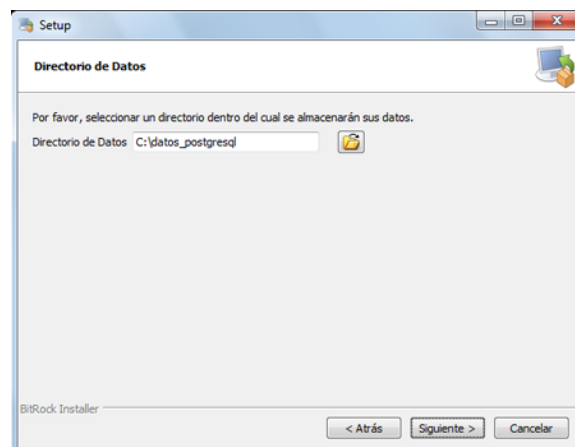 Setup
Directorio de Datos
Por favor, seleccionar un directorio dentro del cual se almacenarán sus datos.
Directorio de Datos C:\datos_postgresql
BitRock Installer
< Atrás Siguiente > Cancelar